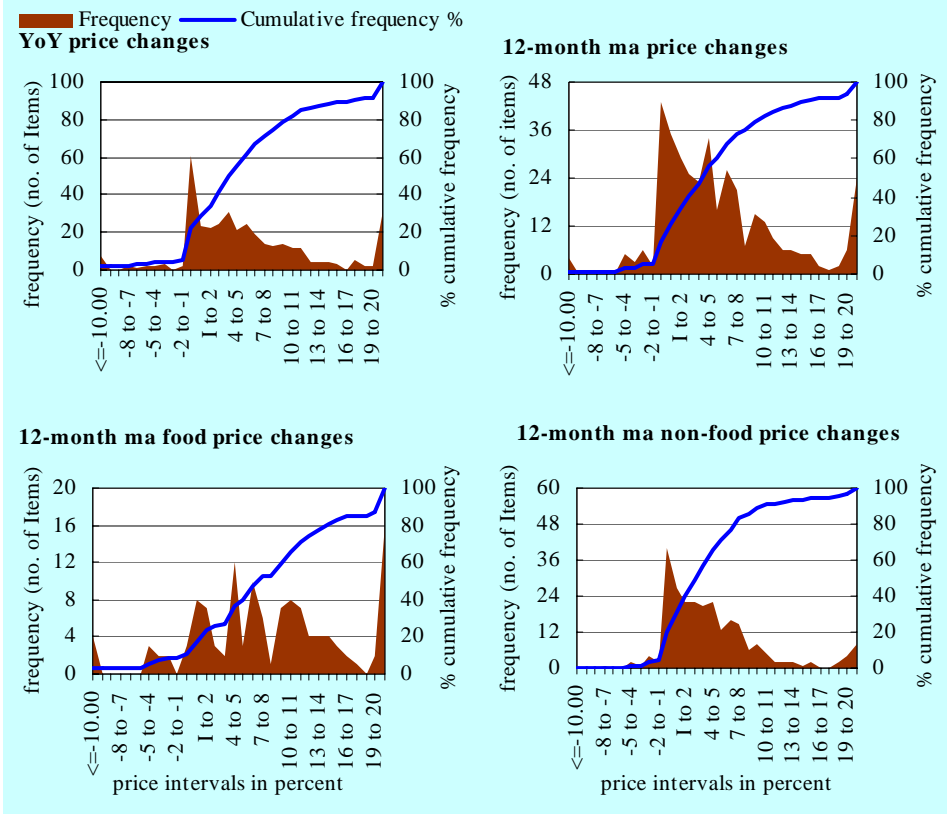 Frequency Cumulative frequency %
YoY price changes
frequency (no. of Items)
100
80
60
40
20
0
100
80
60
40
20
0
% cumulative frequency
<=-10.00
-8 to -7
-5 to -4
-2 to -1
I to 2
4 to 5
7 to 8
10 to 11
13 to 14
16 to 17
19 to 20
12-month ma price changes
frequency (no. of items)
48
36
24
12
0
100
80
60
40
20
0
% cumulative frequency
<=-10.00
-8 to -7
-5 to -4
-2 to -1
I to 2
4 to 5
7 to 8
10 to 11
13 to 14
16 to 17
19 to 20
12-month ma food price changes
frequency (no. of Items)
20
16
12
8
4
0
100
80
60
40
20
0
% cumulative frequency
<=-10.00
-8 to -7
-5 to -4
-2 to -1
I to 2
4 to 5
7 to 8
10 to 11
13 to 14
16 to 17
19 to 20
price intervals in percent
12-month ma non-food price changes
frequency (no. of Items)
60
48
36
24
12
0
100
80
60
40
20
0
% cumulative frequency
<=-10.00
-8 to -7
-5 to -4
-2 to -1
I to 2
4 to 5
7 to 8
10 to 11
13 to 14
16 to 17
19 to 20
price intervals in percent